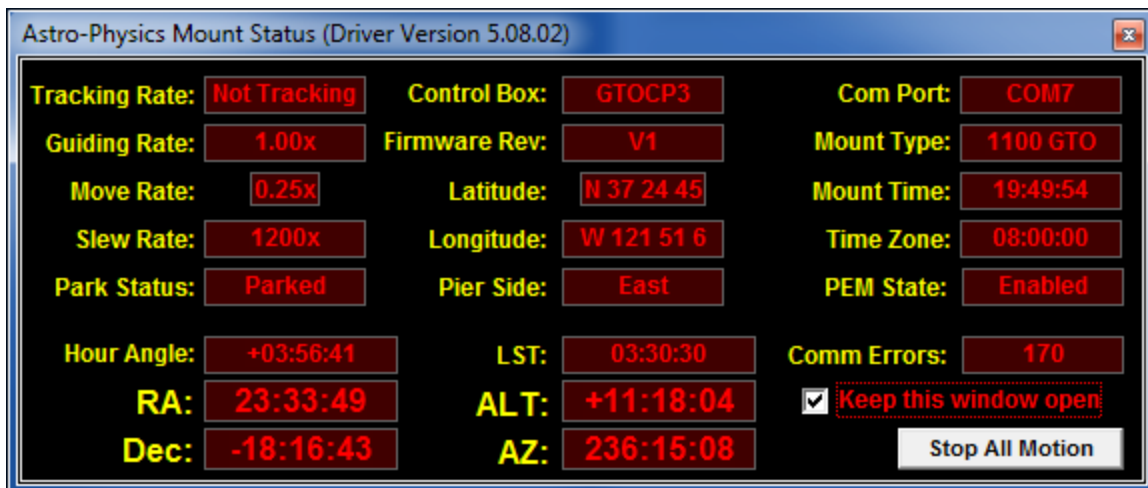 Astro-Physics Mount Status (Driver Version 5.08.02)
Tracking Rate: Not Tracking Control Box: GTOCP3 Com Port: COM7
Guiding Rate: 1.00x Firmware Rev: V1 Mount Type: 1100 GTO
Move Rate: 0.25x Latitude: N 37 24 45 Mount Time: 19:49:54
Slew Rate: 1200x Longitude: W 121 51 6 Time Zone: 08:00:00
Park Status: Parked Pier Side: East PEM State: Enabled
Hour Angle: +03:56:41 LST: 03:30:30 Comm Errors: 170
RA: 23:33:49 ALT: +11:18:04 Keep this window open
Dec: -18:16:43 AZ: 236:15:08 Stop All Motion